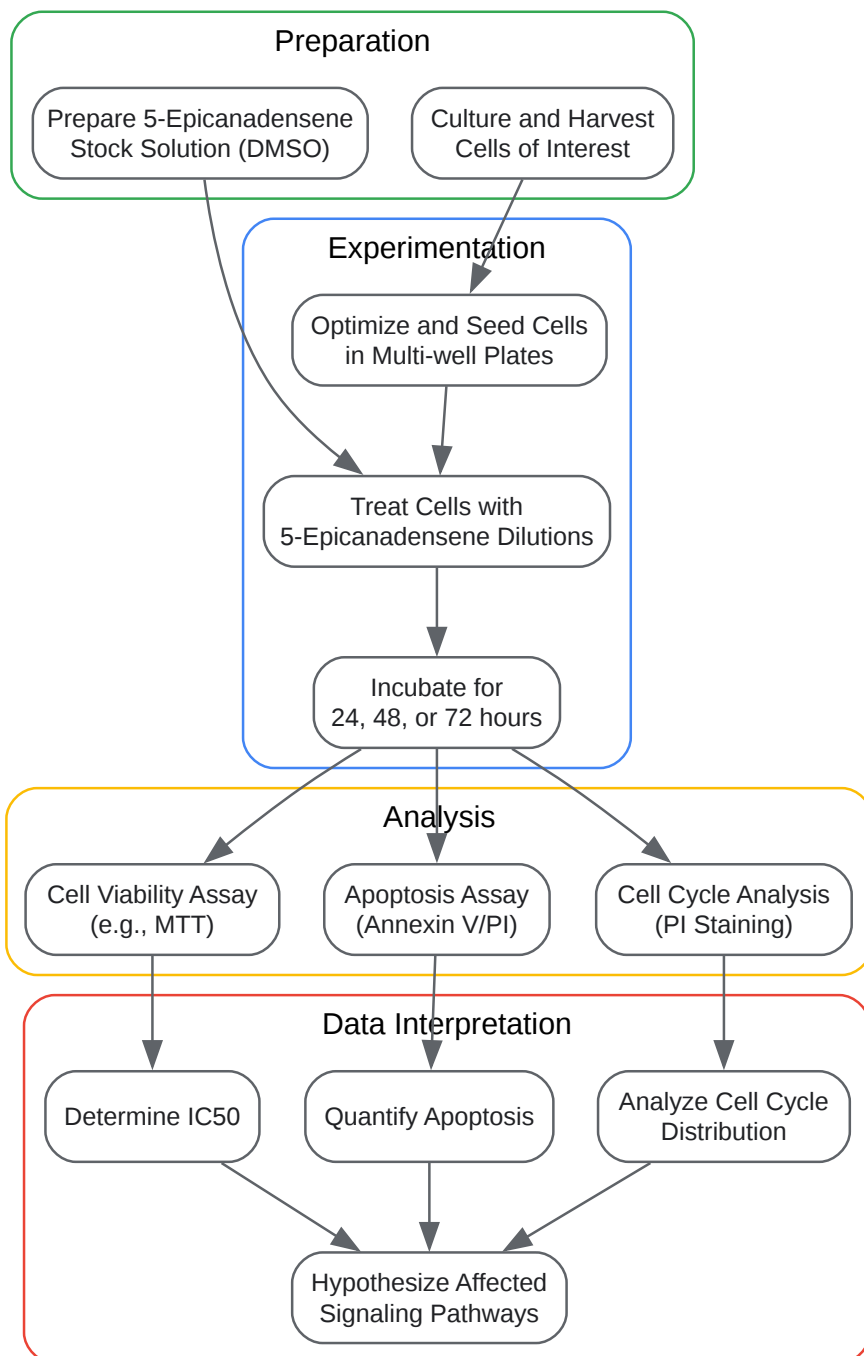 Preparation
Prepare 5-Epicanadensene
Stock Solution (DMSO)
Culture and Harvest
Cells of Interest
Experimentation
Optimize and Seed Cells
in Multi-well Plates
Treat Cells with
5-Epicanadensene Dilutions
Incubate for
24, 48, or 72 hours
Analysis
Cell Viability Assay
(e.g., MTT)
Apoptosis Assay
(Annexin V/PI)
Cell Cycle Analysis
(PI Staining)
Data Interpretation
Determine IC50
Quantify Apoptosis
Analyze Cell Cycle
Distribution
Hypothesize Affected
Signaling Pathways